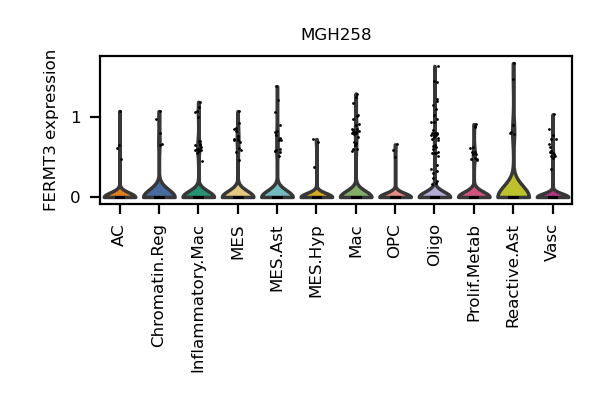 MGH258
FERMT3 expression
1
0
AC
Chromatin.Reg
Inflammatory.Mac
MES
MES.Ast
MES.Hyp
Mac
OPC
Oligo
Prolif.Metab
Reactive.Ast
Vasc